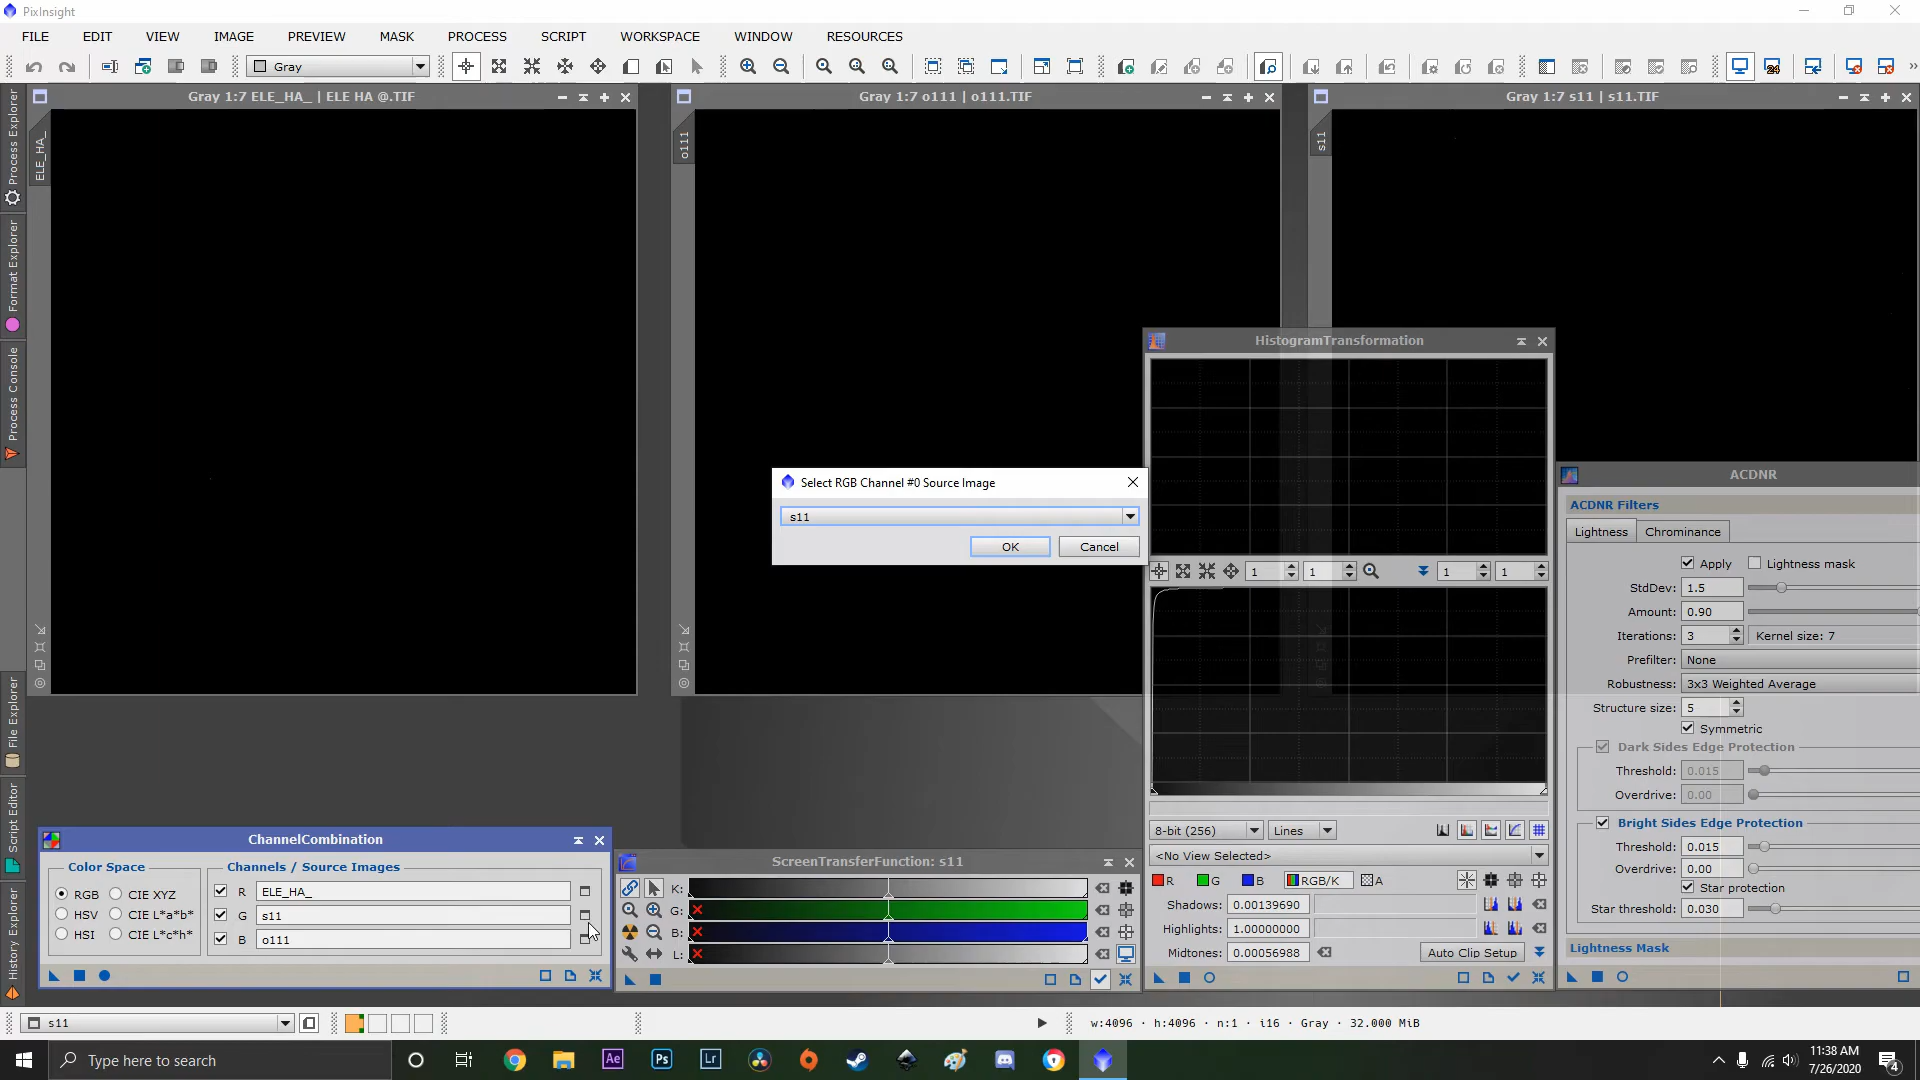 PixInsight
FILE EDIT VIEW IMAGE PREVIEW MASK PROCESS SCRIPT WORKSPACE WINDOW RESOURCES
Gray
Gray 1:7 ELE_HA_ | ELE HA @.TIF
Gray 1:7 o111 | o111.TIF
Gray 1:7 s11 | s11.TIF
Process Explorer
Format Explorer
Process Console
File Explorer
Script Editor
History Explorer
ELE_HA_
o111
s11
HistogramTransformation
Select RGB Channel #0 Source Image
s11
OK Cancel
1 1 1 1
8-bit (256) Lines
<No View Selected>
R G B RGB/K A
Shadows: 0.00139690
Highlights: 1.00000000
Midtones: 0.00056988 Auto Clip Setup
ACDNR
ACDNR Filters
Lightness Chrominance
Apply Lightness mask
StdDev: 1.5
Amount: 0.90
Iterations: 3 Kernel size: 7
Prefilter: None
Robustness: 3x3 Weighted Average
Structure size: 5
Symmetric
Dark Sides Edge Protection
Threshold: 0.015
Overdrive: 0.00
Bright Sides Edge Protection
Threshold: 0.015
Overdrive: 0.00
Star protection
Star threshold: 0.030
Lightness Mask
ChannelCombination
Color Space
RGB CIE XYZ
HSV CIE L*a*b*
HSI CIE L*c*h*
Channels / Source Images
R ELE_HA_
G s11
B o111
ScreenTransferFunction: s11
K:
G:
B:
L:
s11
w:4096 · h:4096 · n:1 · i16 · Gray · 32.000 MiB
Type here to search
Ae
Ps
Lr
11:38 AM
7/26/2020
4